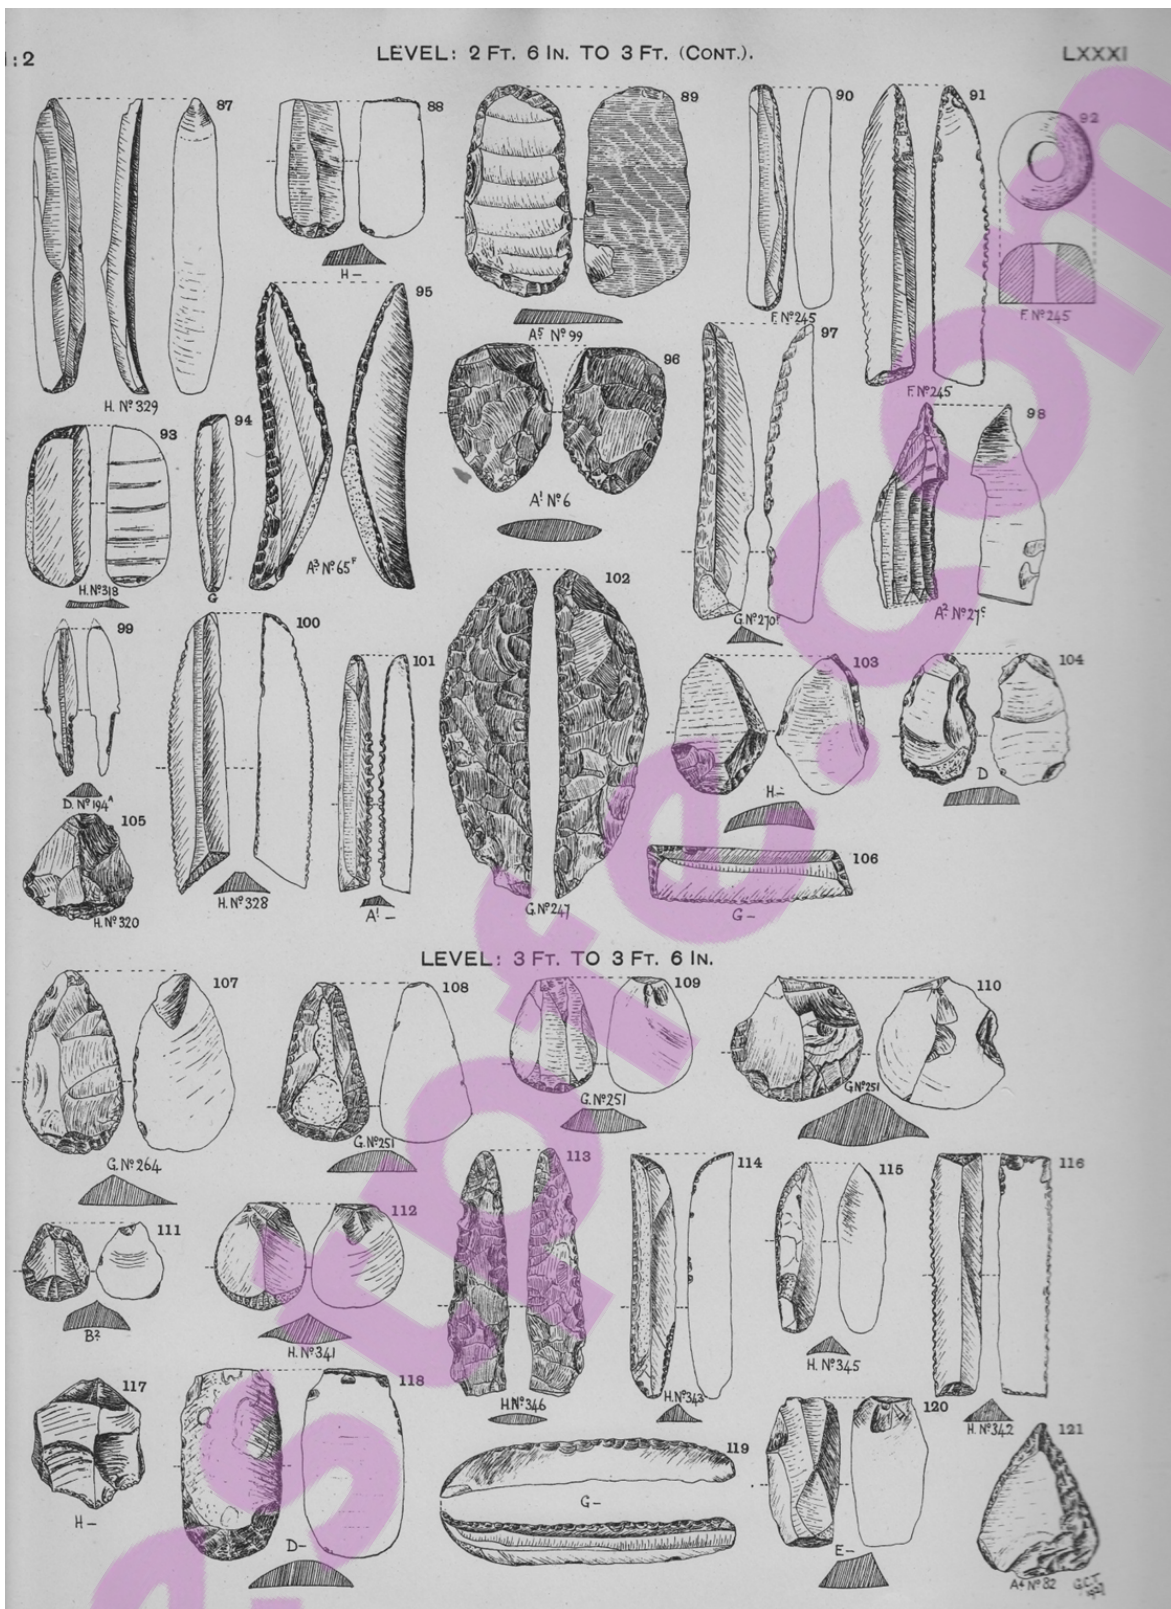 1:2
LEVEL: 2 FT. 6 IN. TO 3 FT. (CONT.).
LXXXI
87
H. Nº 329
88
H –
89
A⁵ Nº 99
90
F. Nº 245
91
F. Nº 245
92
F. Nº 245
93
H. Nº 318
94
G
95
A³ Nº 65ᶠ
96
A¹ Nº 6
97
98
A² Nº 27ᶜ
99
D. Nº 194ᴬ
100
H. Nº 328
101
A¹ –
102
G. Nº 247
103
H –
104
D
105
H. Nº 320
106
G –
LEVEL: 3 FT. TO 3 FT. 6 IN.
107
G. Nº 264
108
G. Nº 251
109
G. Nº 251
110
G. Nº 251
111
B?
112
H. Nº 341
113
H. Nº 346
114
H. Nº 343
115
H. Nº 345
116
H. Nº 342
117
H –
118
D –
119
G –
120
E –
121
A4 Nº 82
G.C.T.
1927